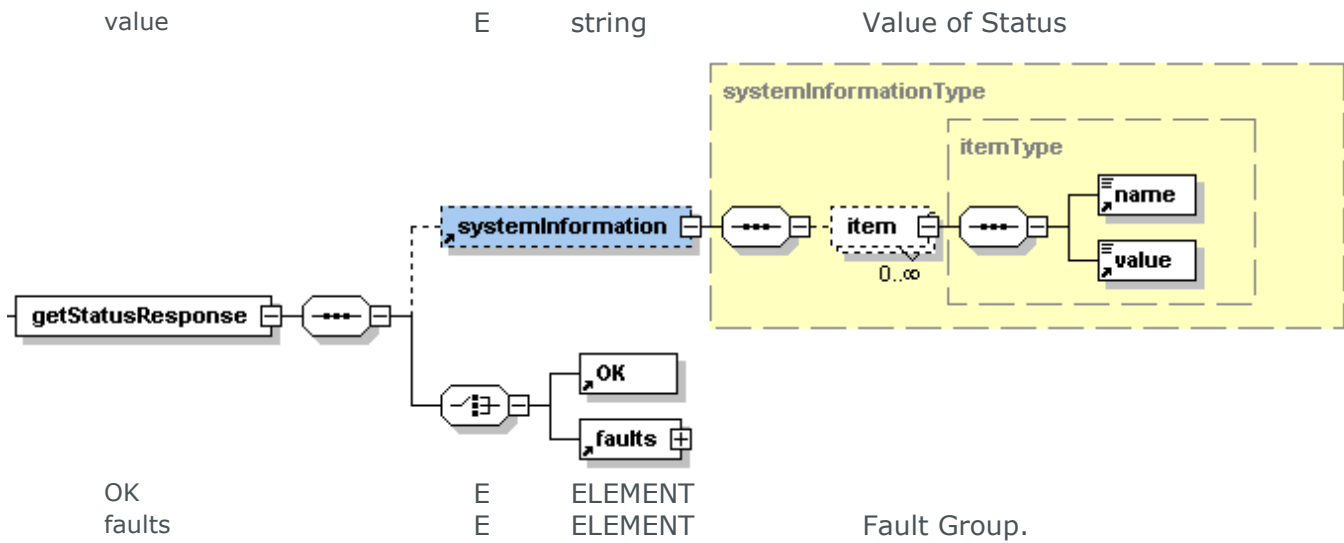 value E string Value of Status
systemInformationType
itemType
name
systemInformation item
value
0..∞
getStatusResponse
OK
faults
OK E ELEMENT
faults E ELEMENT Fault Group.